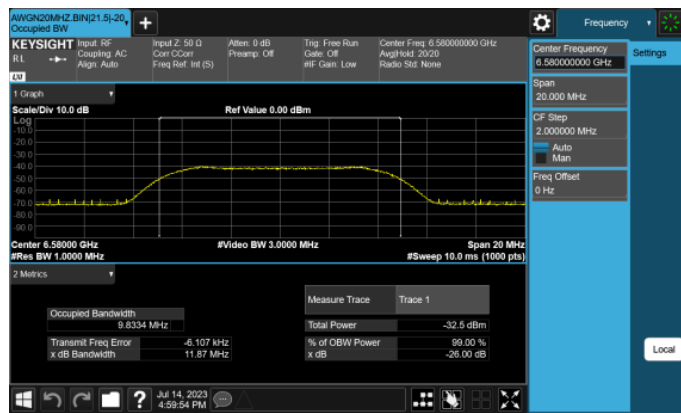 AWGN20MHZ.BIN|21.5|-20,
Occupied BW
+
Frequency
KEYSIGHT
Input: RF
Coupling: AC
Align: Auto
Input Z: 50 Ω
Corr CCorr
Freq Ref: Int (S)
Atten: 0 dB
Preamp: Off
Trig: Free Run
Gate: Off
#IF Gain: Low
Center Freq: 6.580000000 GHz
Avg|Hold: 20/20
Radio Std: None
RL
LXI
Center Frequency
6.580000000 GHz
Settings
Span
20.000 MHz
CF Step
2.000000 MHz
Auto
Man
Freq Offset
0 Hz
Local
1 Graph
Scale/Div 10.0 dB
Ref Value 0.00 dBm
Log
-10.0
-20.0
-30.0
-40.0
-50.0
-60.0
-70.0
-80.0
-90.0
Center 6.58000 GHz
#Video BW 3.0000 MHz
Span 20 MHz
#Res BW 1.0000 MHz
#Sweep 10.0 ms (1000 pts)
2 Metrics
Measure Trace
Trace 1
Occupied Bandwidth
9.8334 MHz
Total Power
-32.5 dBm
Transmit Freq Error
-6.107 kHz
% of OBW Power
99.00 %
x dB Bandwidth
11.87 MHz
x dB
-26.00 dB
?
Jul 14, 2023
4:59:54 PM